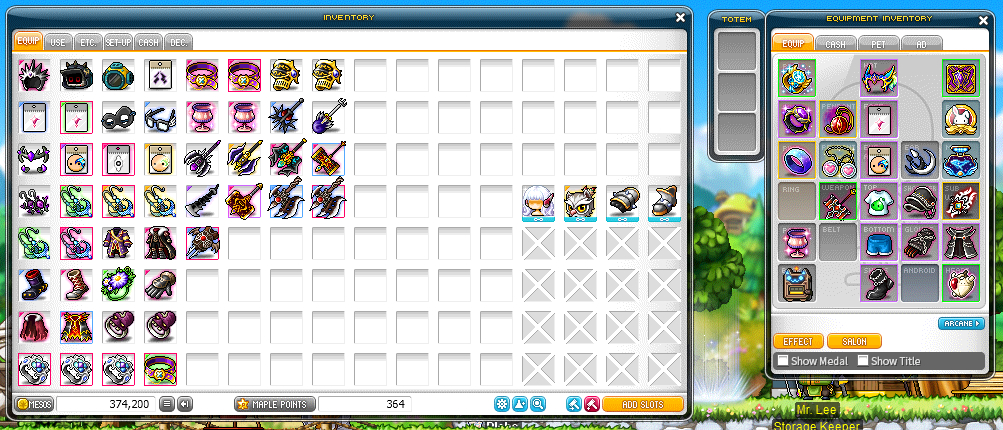 INVENTORY
EQUIP USE ETC. SET-UP CASH DEC.
MESOS 374,200 MAPLE POINTS 364 ADD SLOTS
TOTEM
EQUIPMENT INVENTORY
EQUIP CASH PET AD
RING WEAPON TOP SUB
BELT BOTTOM
ANDROID
ARCANE
EFFECT SALON
Show Medal Show Title
Mr. Lee
Storage Keeper